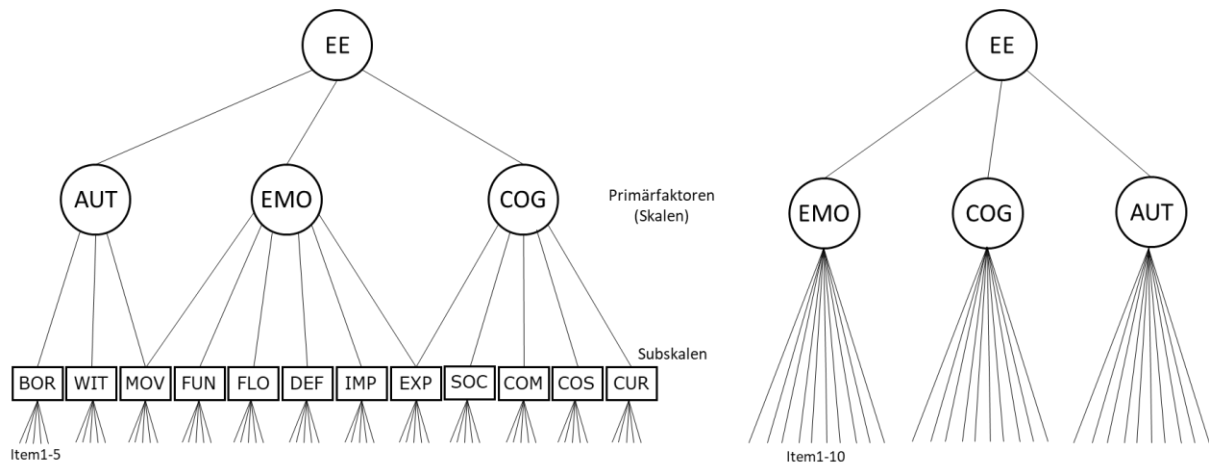 EE
AUT
EMO
COG
Primärfaktoren
(Skalen)
Subskalen
BOR WIT MOV FUN FLO DEF IMP EXP SOC COM COS CUR
Item1-5
EE
EMO
COG
AUT
Item1-10